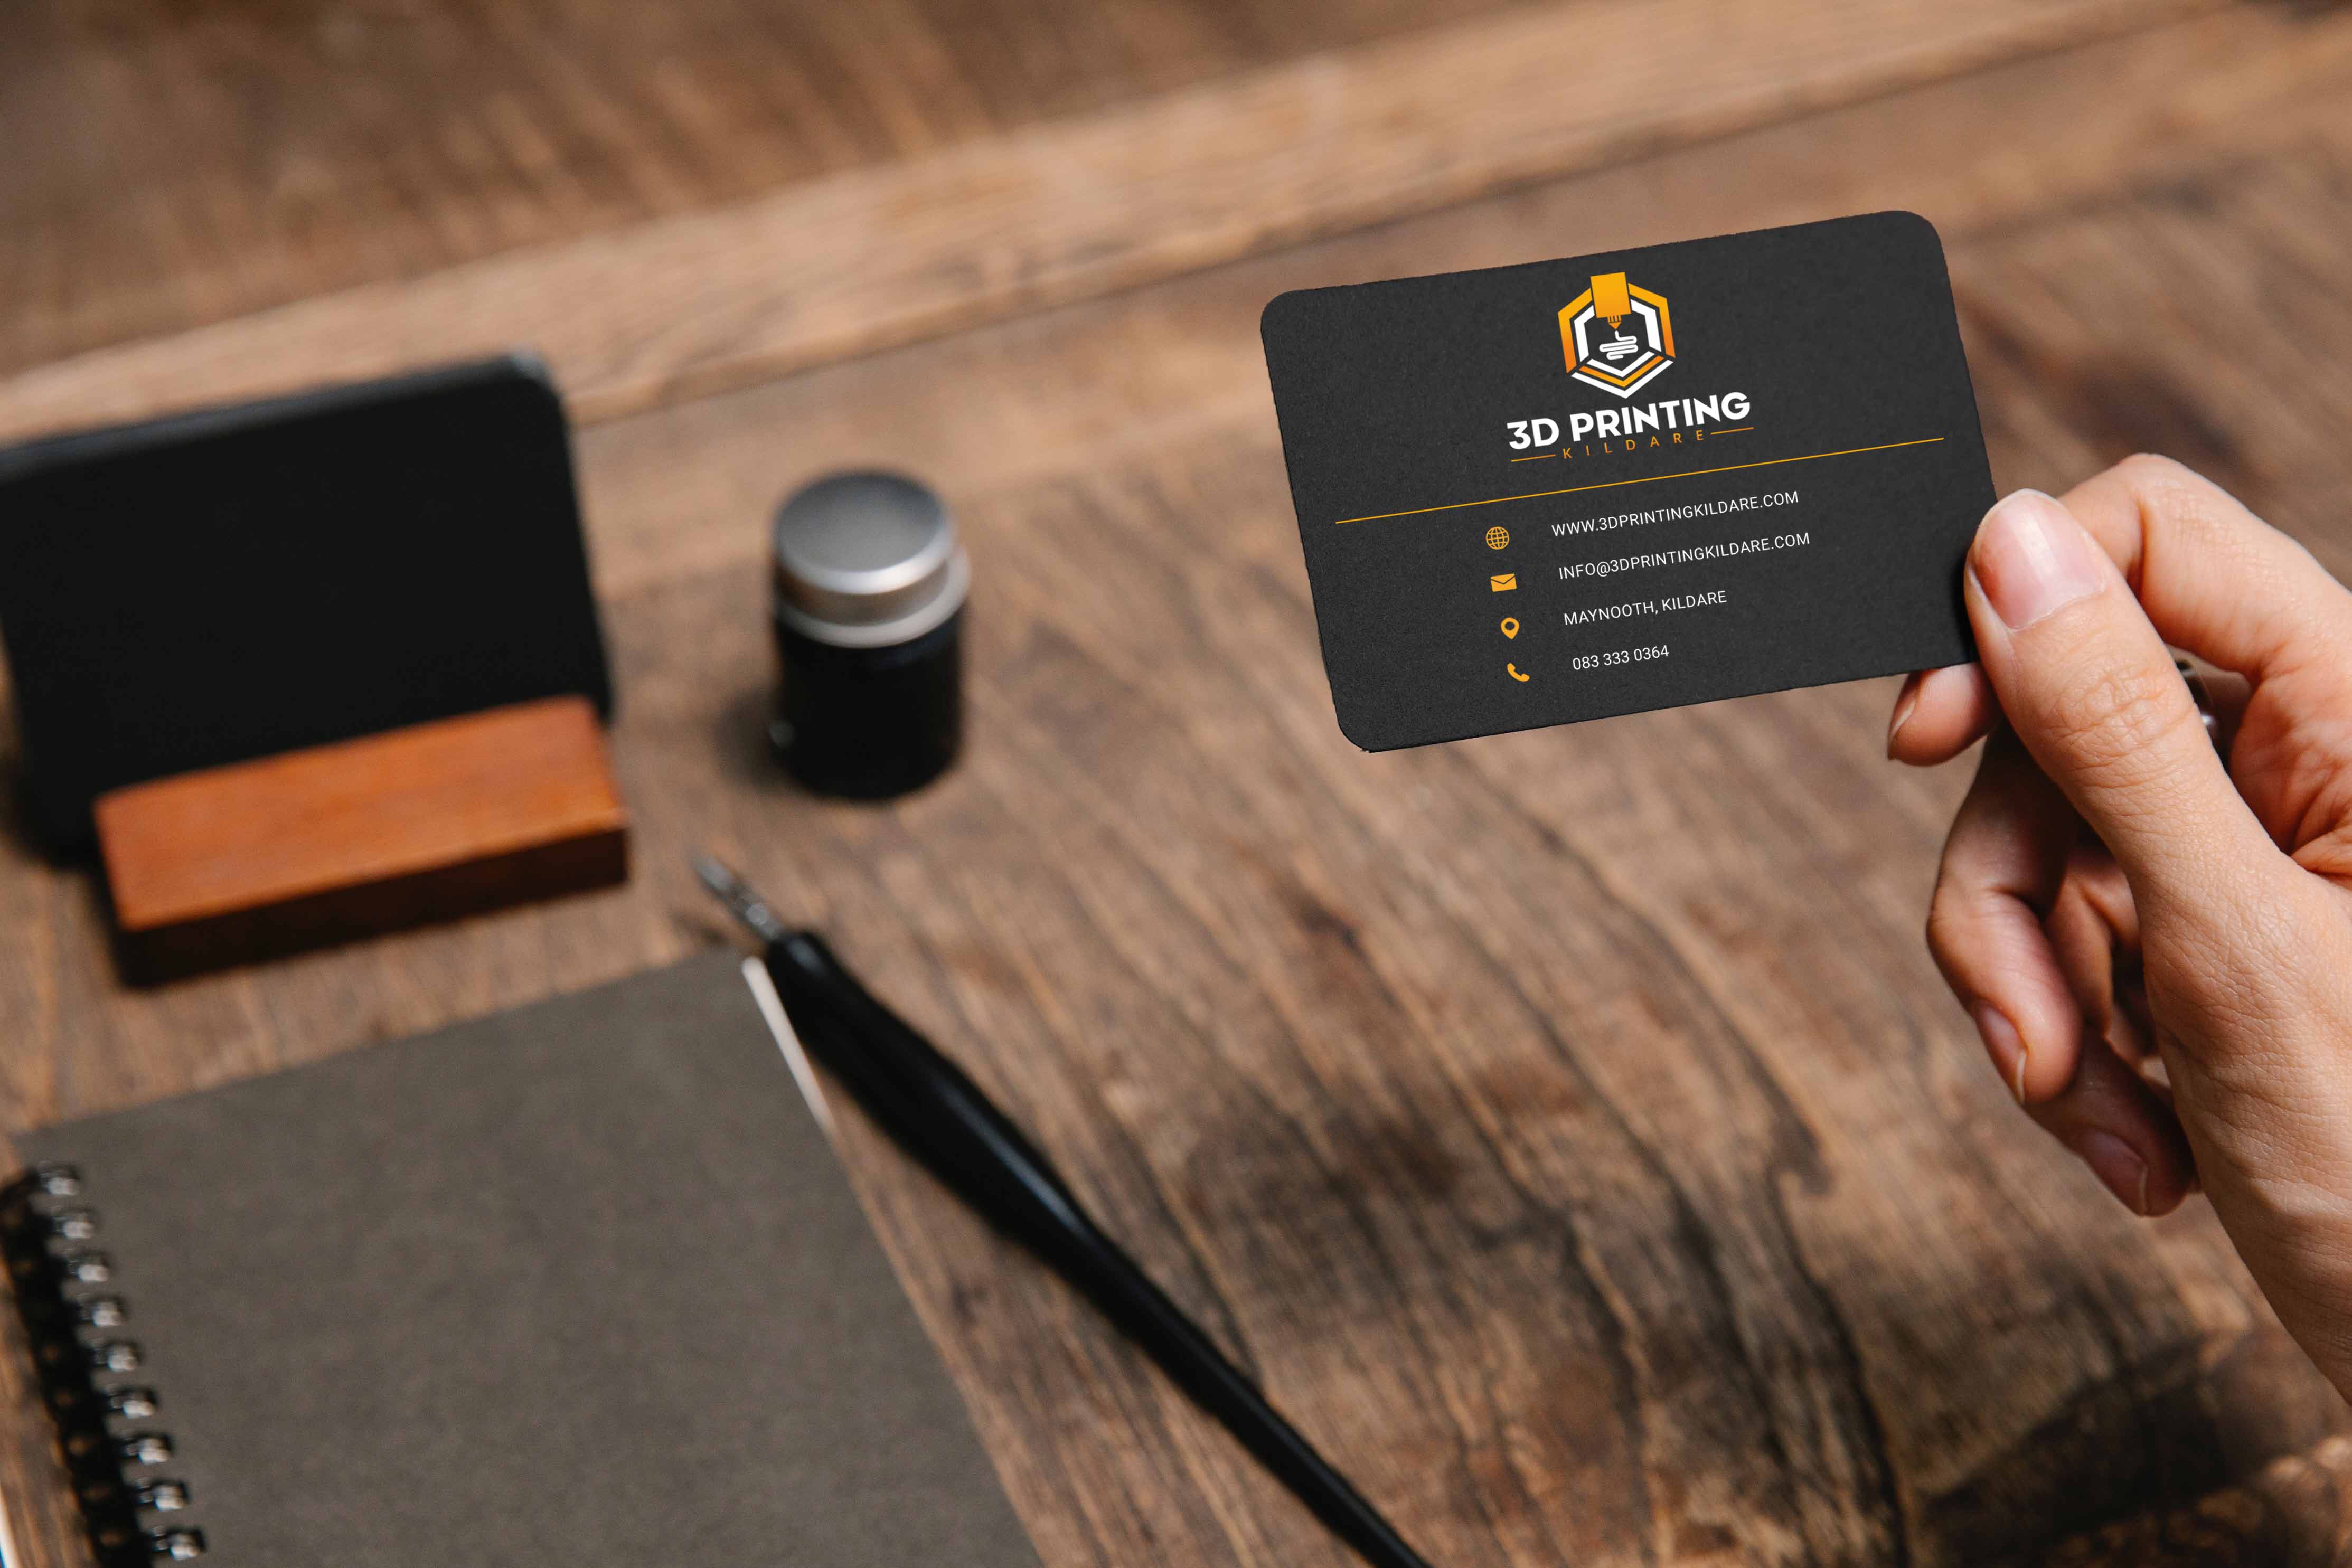 3D PRINTING
KILDARE
WWW.3DPRINTINGKILDARE.COM
INFO@3DPRINTINGKILDARE.COM
MAYNOOTH, KILDARE
083 333 0364